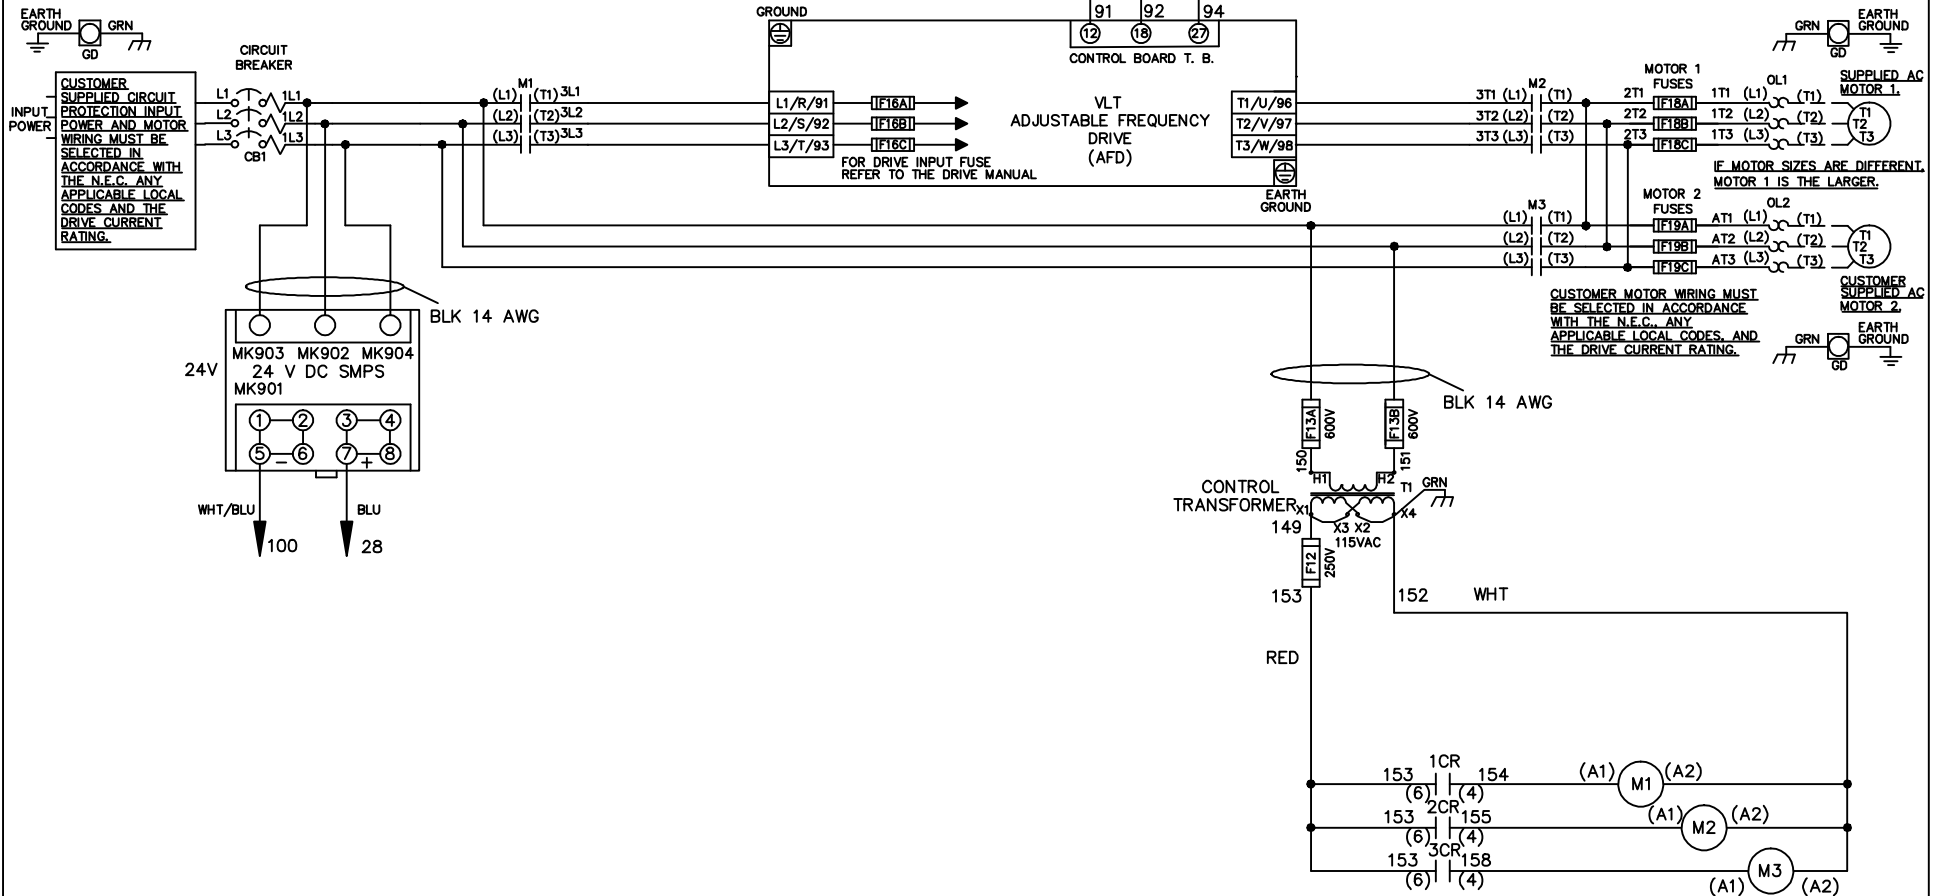 EARTH
GROUND
GRN
GD
INPUT
POWER
CUSTOMER
SUPPLIED CIRCUIT
PROTECTION INPUT
POWER AND MOTOR
WIRING MUST BE
SELECTED IN
ACCORDANCE WITH
THE N.E.C. ANY
APPLICABLE LOCAL
CODES AND THE
DRIVE CURRENT
RATING.
CIRCUIT
BREAKER
L1 1L1
L2 1L2
L3 1L3
CB1
M1
(L1) (T1) 3L1
(L2) (T2) 3L2
(L3) (T3) 3L3
GROUND
91 92 94
12 18 27
CONTROL BOARD T. B.
L1/R/91 F16A
L2/S/92 F16B
L3/T/93 F16C
FOR DRIVE INPUT FUSE
REFER TO THE DRIVE MANUAL
VLT
ADJUSTABLE FREQUENCY
DRIVE
(AFD)
T1/U/96
T2/V/97
T3/W/98
EARTH
GROUND
M2
3T1 (L1) (T1)
3T2 (L2) (T2)
3T3 (L3) (T3)
MOTOR 1
FUSES
2T1 F18A 1T1 (L1) (T1)
2T2 F18B 1T2 (L2) (T2)
2T3 F18C 1T3 (L3) (T3)
OL1
GRN
GD
EARTH
GROUND
SUPPLIED AC
MOTOR 1.
T1
T2
T3
IF MOTOR SIZES ARE DIFFERENT,
MOTOR 1 IS THE LARGER.
M3
(L1) (T1)
(L2) (T2)
(L3) (T3)
MOTOR 2
FUSES
F19A AT1 (L1) (T1)
F19B AT2 (L2) (T2)
F19C AT3 (L3) (T3)
OL2
T1
T2
T3
CUSTOMER
SUPPLIED AC
MOTOR 2.
CUSTOMER MOTOR WIRING MUST
BE SELECTED IN ACCORDANCE
WITH THE N.E.C., ANY
APPLICABLE LOCAL CODES, AND
THE DRIVE CURRENT RATING.
GRN
GD
EARTH
GROUND
BLK 14 AWG
24V
MK903 MK902 MK904
24 V DC SMPS
MK901
1 2 3 4
5 - 6 7 + 8
WHT/BLU BLU
100 28
BLK 14 AWG
F13A 600V
F13B 600V
150 151
H1 H2 T1 GRN
CONTROL
TRANSFORMER
X1 X3 X2 X4
115VAC
149
F12 250V
153 152 WHT
RED
1CR
153 154 (A1) M1 (A2)
(6) (4)
2CR
153 155 (A1) M2 (A2)
(6) (4)
3CR
153 158 M3
(6) (4) (A1) (A2)